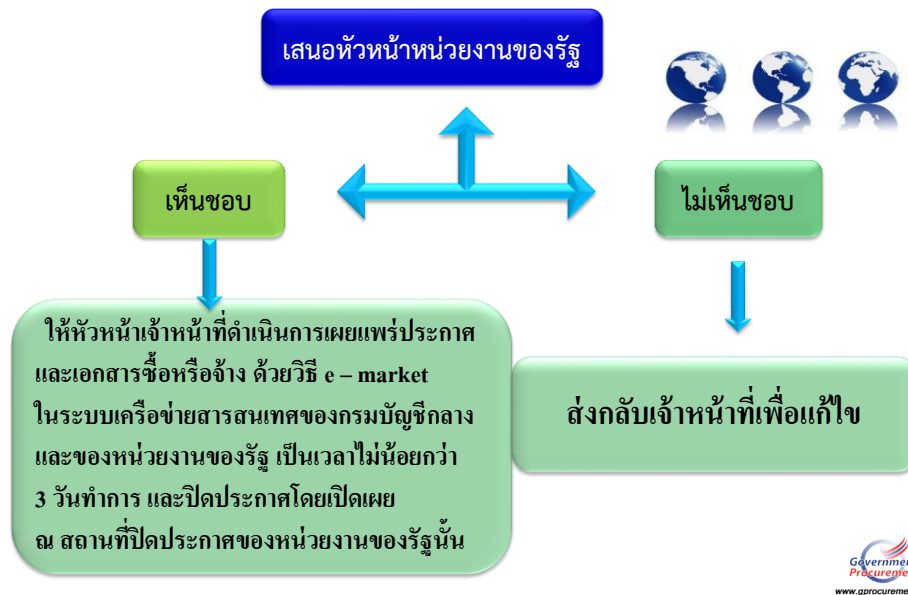 เสนอหัวหน้าหน่วยงานของรัฐ
เห็นชอบ
ไม่เห็นชอบ
ให้หัวหน้าเจ้าหน้าที่ดำเนินการเผยแพร่ประกาศ
และเอกสารซื้อหรือจ้าง ด้วยวิธี e – market
ในระบบเครือข่ายสารสนเทศของกรมบัญชีกลาง
และของหน่วยงานของรัฐ เป็นเวลาไม่น้อยกว่า
3 วันทำการ และปิดประกาศโดยเปิดเผย
ณ สถานที่ปิดประกาศของหน่วยงานของรัฐนั้น
ส่งกลับเจ้าหน้าที่เพื่อแก้ไข
Governme
Procureme
www.gprocureme